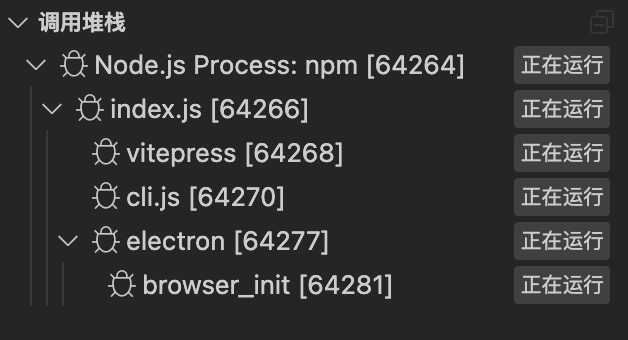 调用堆栈
Node.js Process: npm [64264] 正在运行
index.js [64266] 正在运行
vitepress [64268] 正在运行
cli.js [64270] 正在运行
electron [64277] 正在运行
browser_init [64281] 正在运行